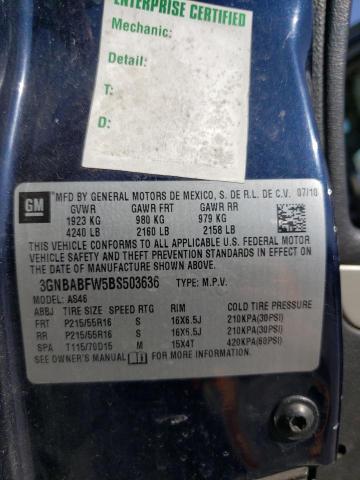 ENTERPRISE CERTIFIED
Mechanic:
Detail:
T:
D:
GM
MFD BY GENERAL MOTORS DE MEXICO, S. DE R.L. DE C.V. 07/10
GVWR GAWR FRT GAWR RR
1923 KG 980 KG 979 KG
4240 LB 2160 LB 2158 LB
THIS VEHICLE CONFORMS TO ALL APPLICABLE U.S. FEDERAL MOTOR
VEHICLE SAFETY, BUMPER, AND THEFT PREVENTION STANDARDS IN
EFFECT ON THE DATE OF MANUFACTURE SHOWN ABOVE.
3GNBABFW5BS503636 TYPE: M.P.V.
MODEL: AS46
ABBJ TIRE SIZE SPEED RTG RIM COLD TIRE PRESSURE
FRT P215/55R16 S 16X6.5J 210KPA(30PSI)
RR P215/55R16 S 16X6.5J 210KPA(30PSI)
SPA T115/70D15 M 15X4T 420KPA(60PSI)
SEE OWNER'S MANUAL FOR ADDITIONAL INFORMATION.